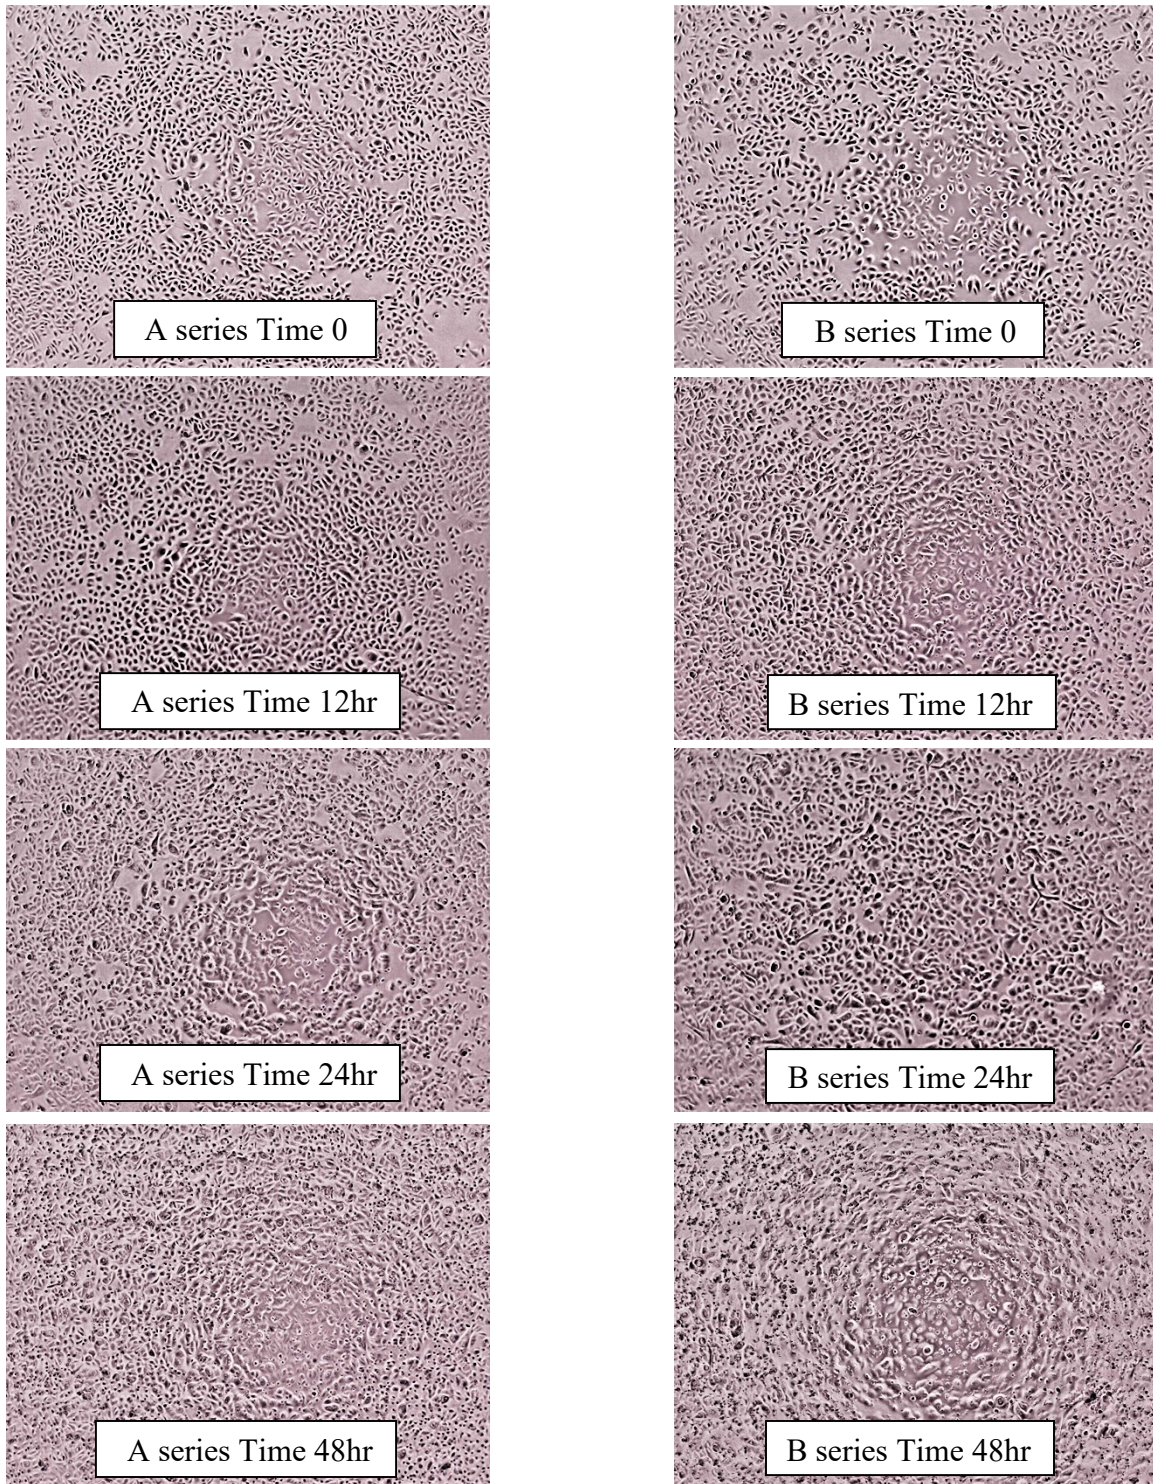 A series Time 0
B series Time 0
A series Time 12hr
B series Time 12hr
A series Time 24hr
B series Time 24hr
A series Time 48hr
B series Time 48hr